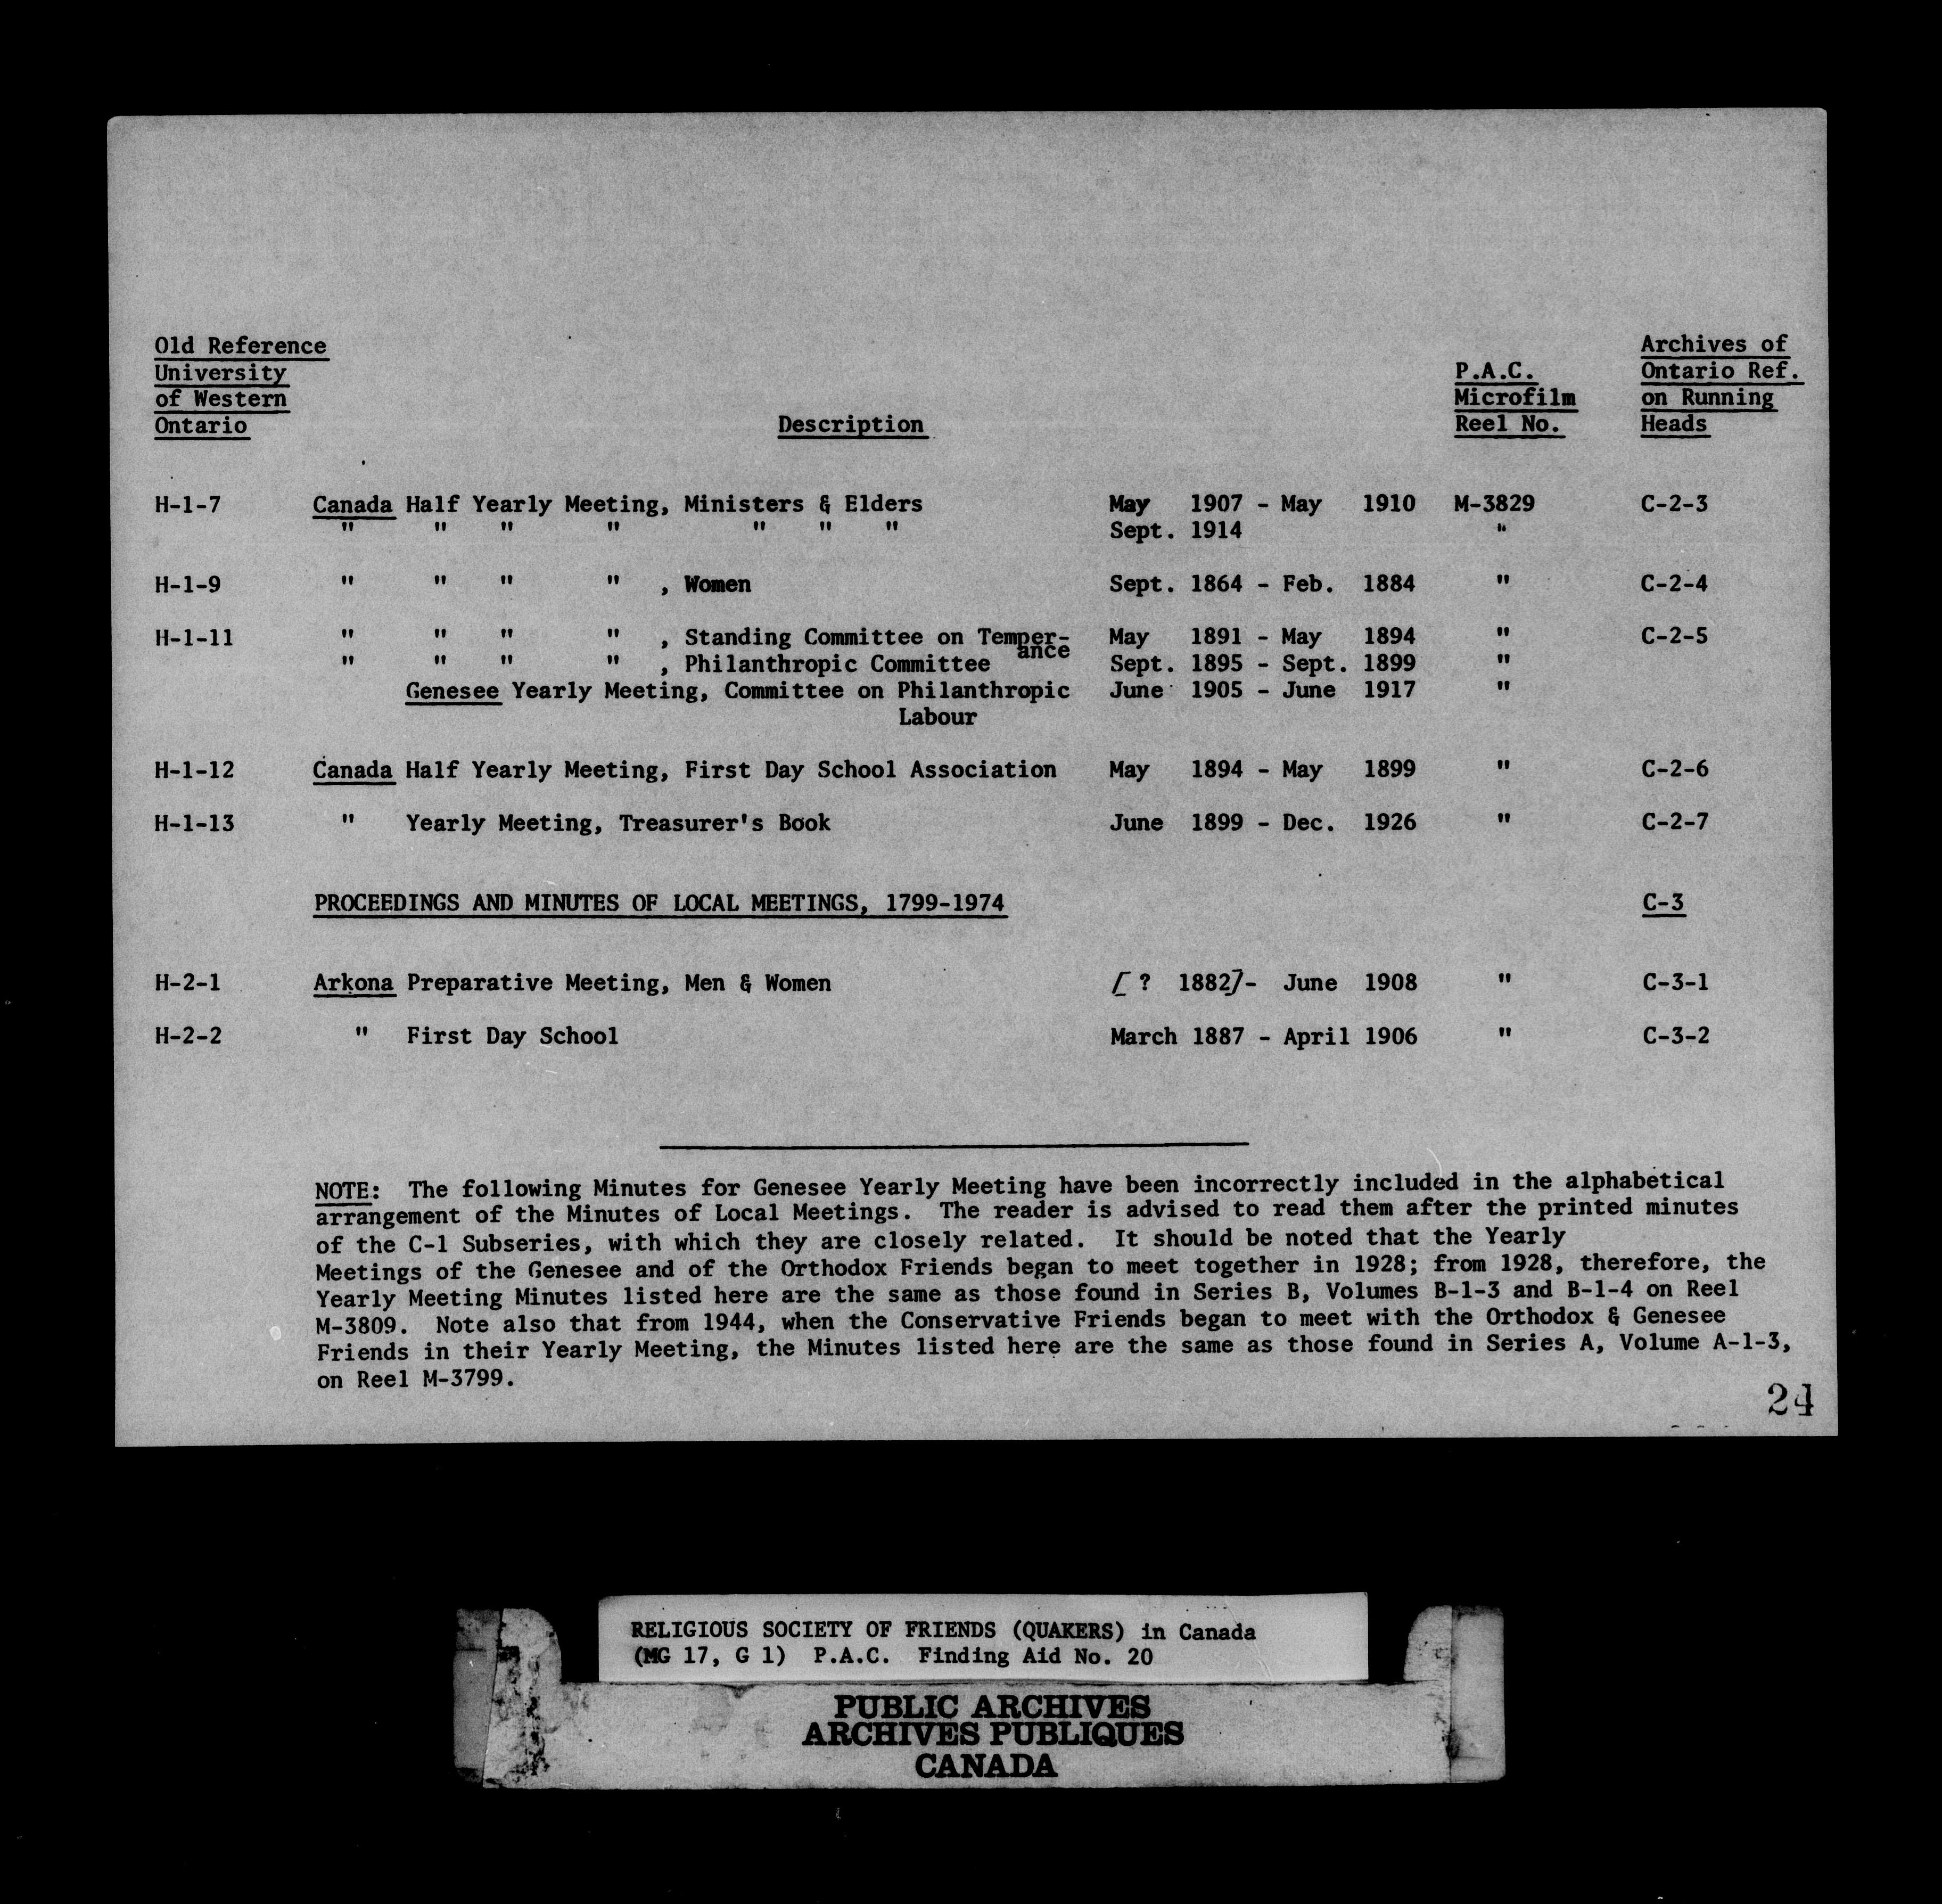 Old Reference
University
of Western
Ontario
Description
P.A.C.
Microfilm
Reel No.
Archives of
Ontario Ref.
on Running
Heads
H-1-7 Canada Half Yearly Meeting, Ministers & Elders May 1907 - May 1910 M-3829 C-2-3
" " " " " " " Sept. 1914 "
H-1-9 " " " " , Women Sept. 1864 - Feb. 1884 " C-2-4
H-1-11 " " " " , Standing Committee on Temper- May 1891 - May 1894 " C-2-5
ance
" " " " , Philanthropic Committee Sept. 1895 - Sept. 1899 "
Genesee Yearly Meeting, Committee on Philanthropic June 1905 - June 1917 "
Labour
H-1-12 Canada Half Yearly Meeting, First Day School Association May 1894 - May 1899 " C-2-6
H-1-13 " Yearly Meeting, Treasurer's Book June 1899 - Dec. 1926 " C-2-7
PROCEEDINGS AND MINUTES OF LOCAL MEETINGS, 1799-1974 C-3
H-2-1 Arkona Preparative Meeting, Men & Women [ ? 1882]- June 1908 " C-3-1
H-2-2 " First Day School March 1887 - April 1906 " C-3-2
NOTE: The following Minutes for Genesee Yearly Meeting have been incorrectly included in the alphabetical
arrangement of the Minutes of Local Meetings. The reader is advised to read them after the printed minutes
of the C-1 Subseries, with which they are closely related. It should be noted that the Yearly
Meetings of the Genesee and of the Orthodox Friends began to meet together in 1928; from 1928, therefore, the
Yearly Meeting Minutes listed here are the same as those found in Series B, Volumes B-1-3 and B-1-4 on Reel
M-3809. Note also that from 1944, when the Conservative Friends began to meet with the Orthodox & Genesee
Friends in their Yearly Meeting, the Minutes listed here are the same as those found in Series A, Volume A-1-3,
on Reel M-3799.
24
RELIGIOUS SOCIETY OF FRIENDS (QUAKERS) in Canada
(MG 17, G 1) P.A.C. Finding Aid No. 20
PUBLIC ARCHIVES
ARCHIVES PUBLIQUES
CANADA